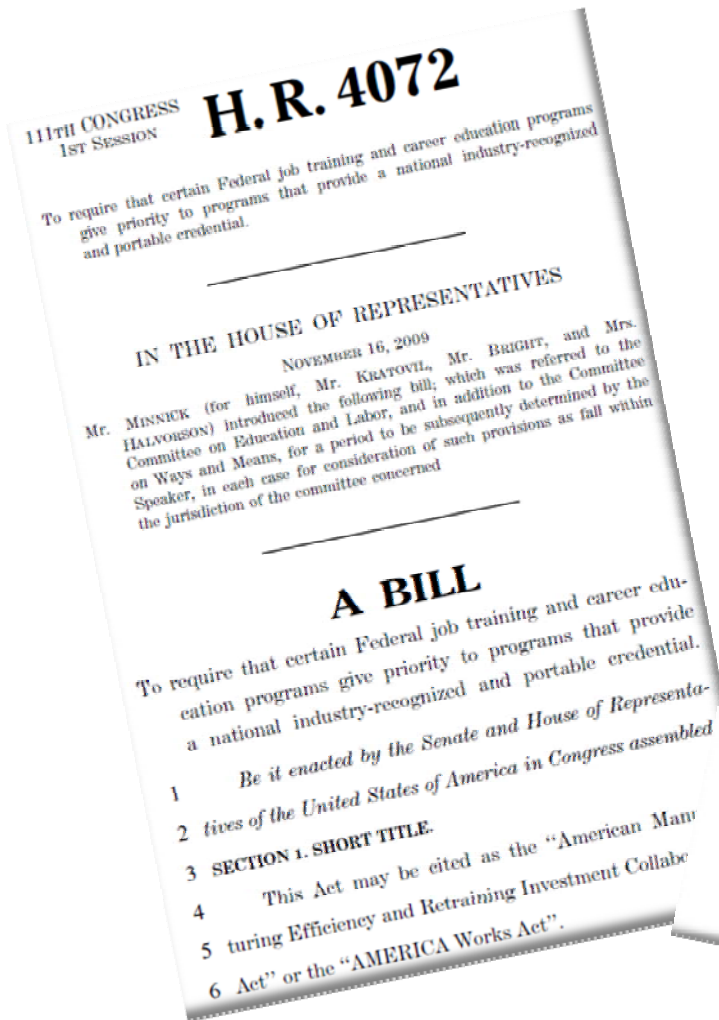 111TH CONGRESS
1ST SESSION
H. R. 4072
To require that certain Federal job training and career education programs
give priority to programs that provide a national industry-recognized
and portable credential.
IN THE HOUSE OF REPRESENTATIVES
NOVEMBER 16, 2009
Mr. MINNICK (for himself, Mr. KRATOVIL, Mr. BRIGHT, and Mrs.
HALVORSON) introduced the following bill; which was referred to the
Committee on Education and Labor, and in addition to the Committee
on Ways and Means, for a period to be subsequently determined by the
Speaker, in each case for consideration of such provisions as fall within
the jurisdiction of the committee concerned
A BILL
To require that certain Federal job training and career edu-
cation programs give priority to programs that provide
a national industry-recognized and portable credential.
1 Be it enacted by the Senate and House of Representa-
2 tives of the United States of America in Congress assembled
3 SECTION 1. SHORT TITLE.
4 This Act may be cited as the “American
5 turing Efficiency and Retraining Investment
6 Act” or the “AMERICA Works Act”.